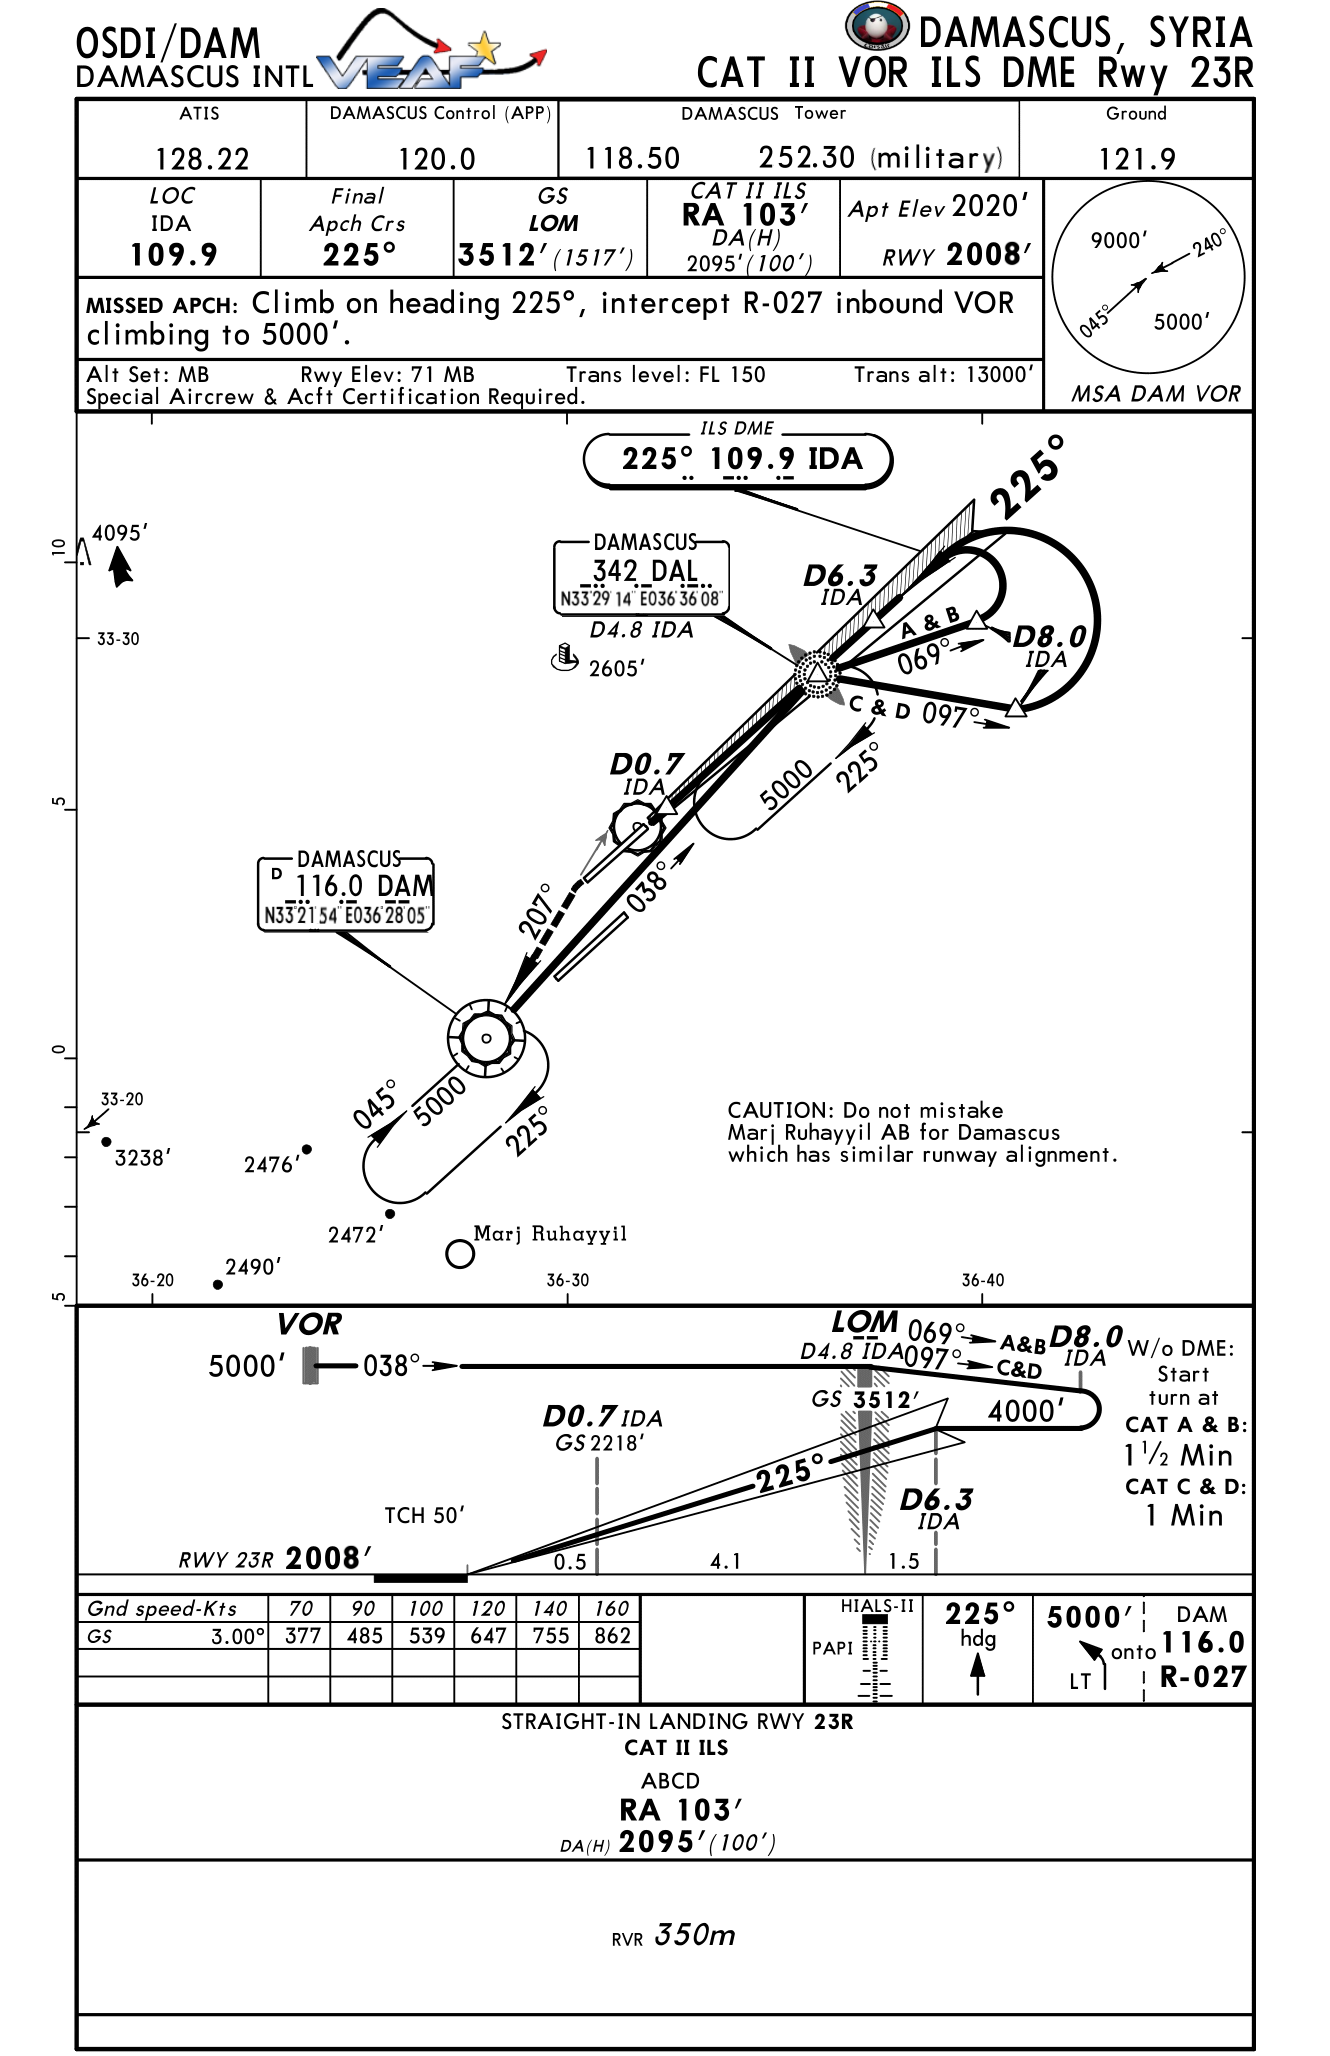 OSDI/DAM
DAMASCUS INTL
VEAF
DAMASCUS, SYRIA
CAT II VOR ILS DME Rwy 23R
ATIS
128.22
DAMASCUS Control (APP)
120.0
DAMASCUS Tower
118.50 252.30 (military)
Ground
121.9
LOC
IDA
109.9
Final
Apch Crs
225°
GS
LOM
3512' (1517')
CAT II ILS
RA 103'
DA(H)
2095' (100')
Apt Elev 2020'
RWY 2008'
9000'
240°
045°
5000'
MSA DAM VOR
MISSED APCH: Climb on heading 225°, intercept R-027 inbound VOR
climbing to 5000'.
Alt Set: MB Rwy Elev: 71 MB Trans level: FL 150 Trans alt: 13000'
Special Aircrew & Acft Certification Required.
ILS DME
225° 109.9 IDA
225°
4095'
10
DAMASCUS
342 DAL
N33°29'14" E036°36'08"
D4.8 IDA
D6.3
IDA
A & B
069°
D8.0
IDA
33-30
2605'
C & D 097°
D0.7
IDA
5000
225°
5
DAMASCUS
D 116.0 DAM
N33°21'54" E036°28'05"
207°
038°
0
045°
5000
225°
33-20
3238'
2476'
CAUTION: Do not mistake
Marj Ruhayyil AB for Damascus
which has similar runway alignment.
2472'
Marj Ruhayyil
2490'
36-20
36-30
36-40
5
VOR
5000'
038°
LOM
D4.8 IDA
069° A&B
097° C&D
D8.0
IDA
W/o DME:
Start
turn at
CAT A & B:
1 1/2 Min
CAT C & D:
1 Min
GS 3512'
4000'
D0.7 IDA
GS 2218'
225°
D6.3
IDA
TCH 50'
RWY 23R 2008'
0.5
4.1
1.5
Gnd speed-Kts 70 90 100 120 140 160
GS 3.00° 377 485 539 647 755 862
HIALS-II
PAPI
225°
hdg
5000'
LT
onto
DAM
116.0
R-027
STRAIGHT-IN LANDING RWY 23R
CAT II ILS
ABCD
RA 103'
DA(H) 2095' (100')
RVR 350m